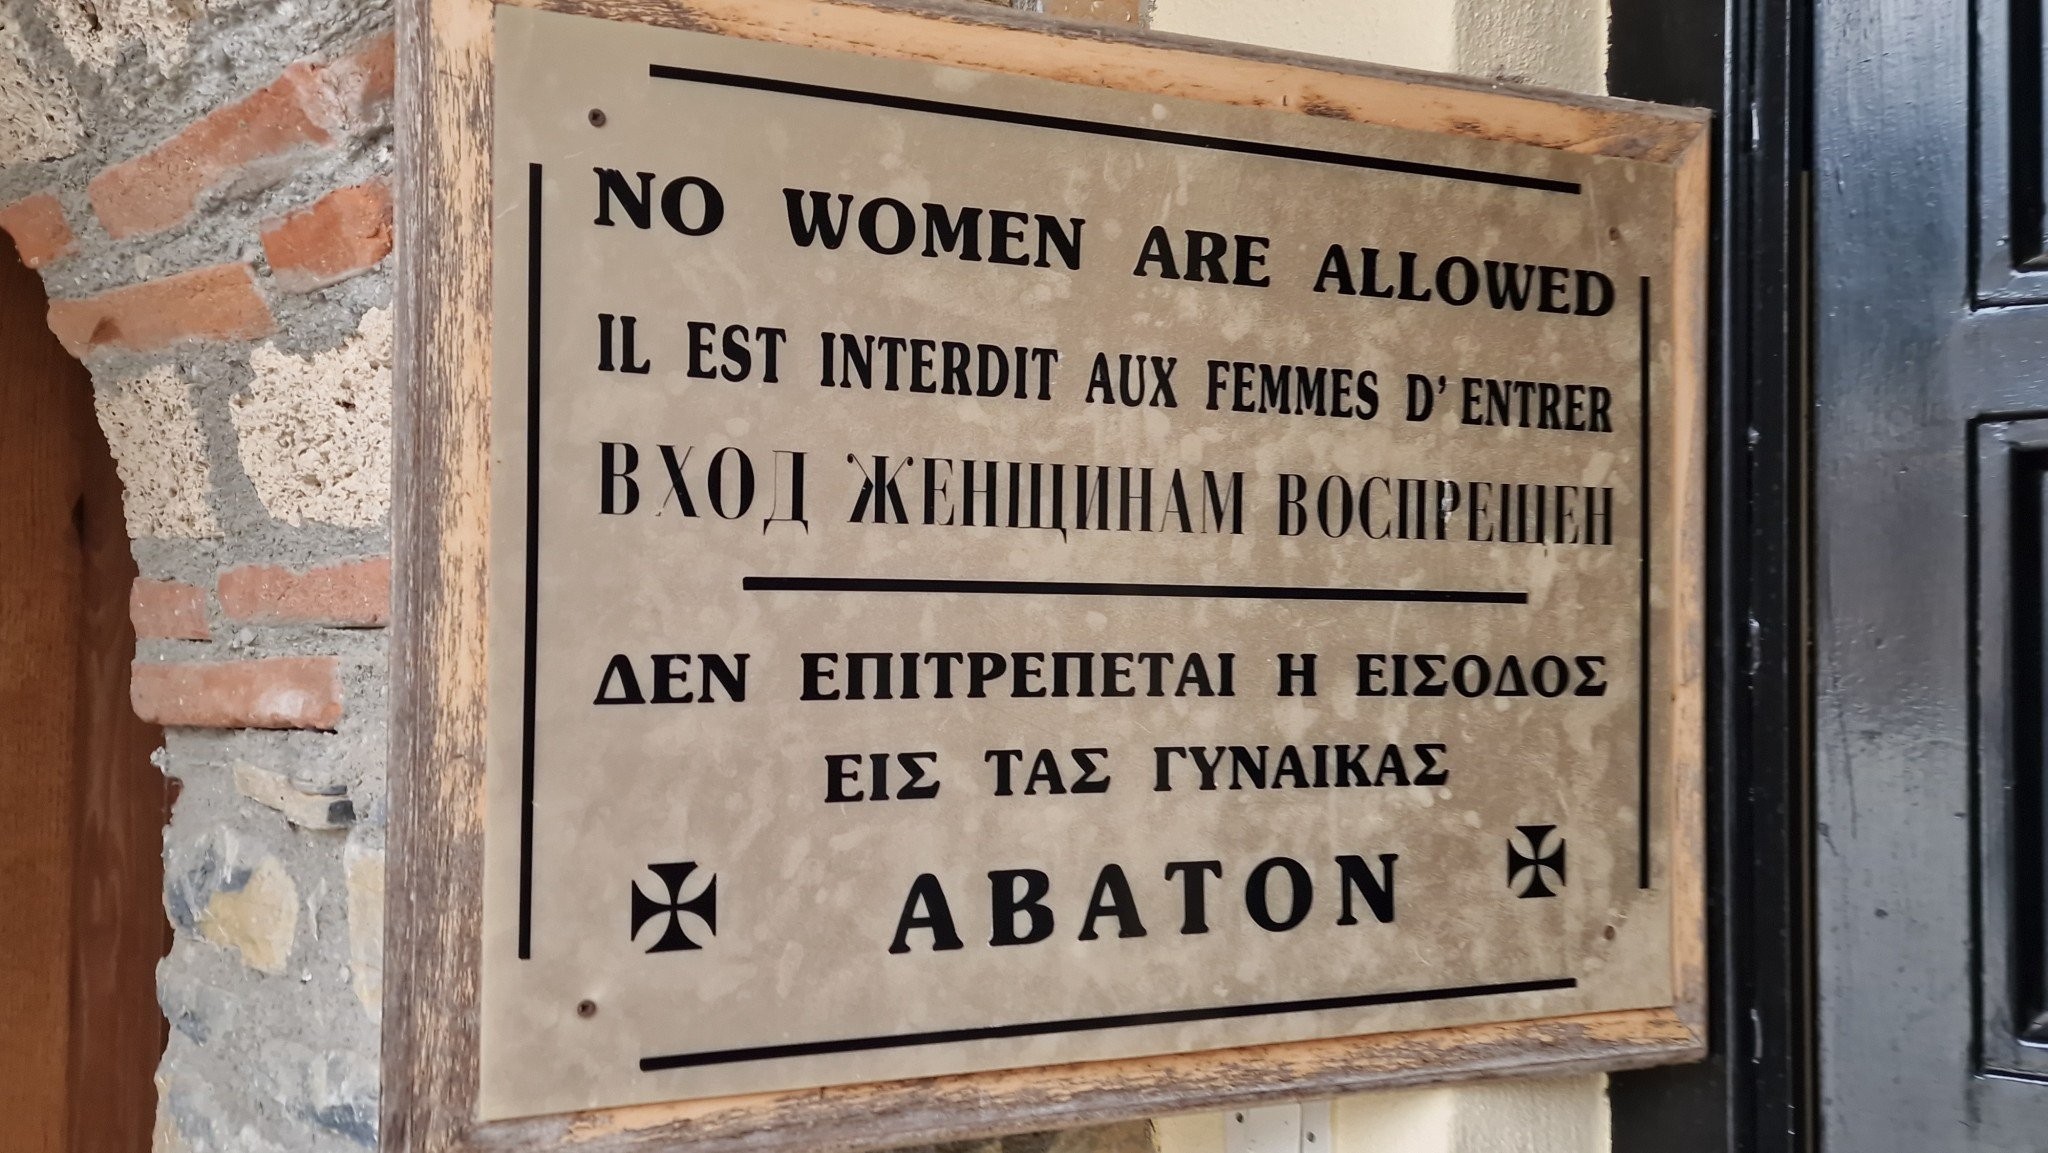 NO WOMEN ARE ALLOWED
IL EST INTERDIT AUX FEMMES D'ENTRER
ВХОД ЖЕНЩИНАМ ВОСПРЕЩЕН
ΔΕΝ ΕΠΙΤΡΕΠΕΤΑΙ Η ΕΙΣΟΔΟΣ
ΕΙΣ ΤΑΣ ΓΥΝΑΙΚΑΣ
ΑΒΑΤΟΝ